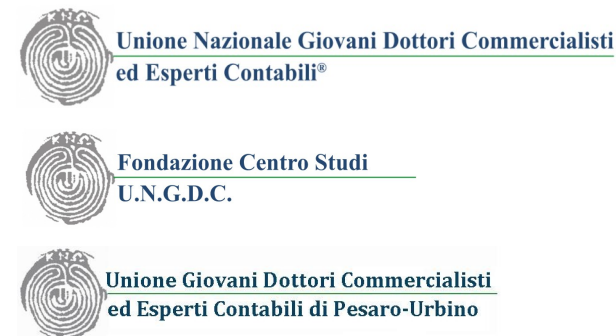 Unione Nazionale Giovani Dottori Commercialisti
ed Esperti Contabili®
Fondazione Centro Studi
U.N.G.D.C.
Unione Giovani Dottori Commercialisti
ed Esperti Contabili di Pesaro-Urbino